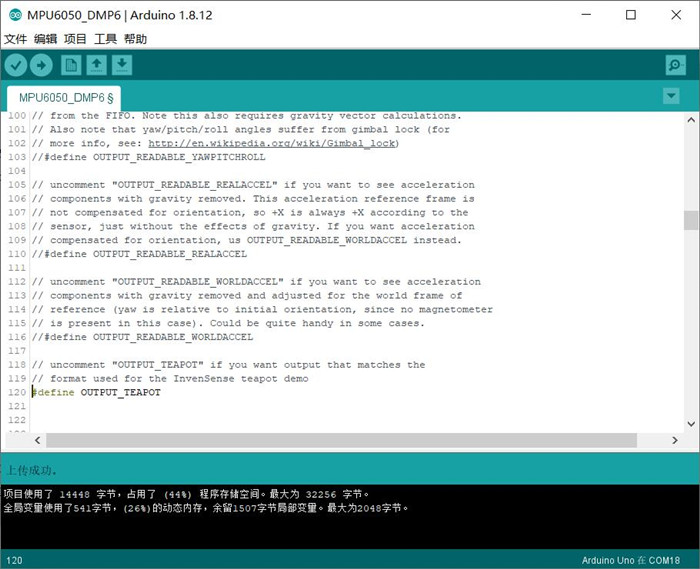 MPU6050_DMP6 | Arduino 1.8.12
文件 编辑 项目 工具 帮助
MPU6050_DMP6 §
100 // from the FIFO. Note this also requires gravity vector calculations.
101 // Also note that yaw/pitch/roll angles suffer from gimbal lock (for
102 // more info, see: http://en.wikipedia.org/wiki/Gimbal_lock)
103 //#define OUTPUT_READABLE_YAWPITCHROLL
104
105 // uncomment "OUTPUT_READABLE_REALACCEL" if you want to see acceleration
106 // components with gravity removed. This acceleration reference frame is
107 // not compensated for orientation, so +X is always +X according to the
108 // sensor, just without the effects of gravity. If you want acceleration
109 // compensated for orientation, us OUTPUT_READABLE_WORLDACCEL instead.
110 //#define OUTPUT_READABLE_REALACCEL
111
112 // uncomment "OUTPUT_READABLE_WORLDACCEL" if you want to see acceleration
113 // components with gravity removed and adjusted for the world frame of
114 // reference (yaw is relative to initial orientation, since no magnetometer
115 // is present in this case). Could be quite handy in some cases.
116 //#define OUTPUT_READABLE_WORLDACCEL
117
118 // uncomment "OUTPUT_TEAPOT" if you want output that matches the
119 // format used for the InvenSense teapot demo
120 #define OUTPUT_TEAPOT
121
122
上传成功。
项目使用了 14448 字节，占用了 (44%) 程序存储空间。最大为 32256 字节。
全局变量使用了541字节，(26%)的动态内存，余留1507字节局部变量。最大为2048字节。
120
Arduino Uno 在 COM18